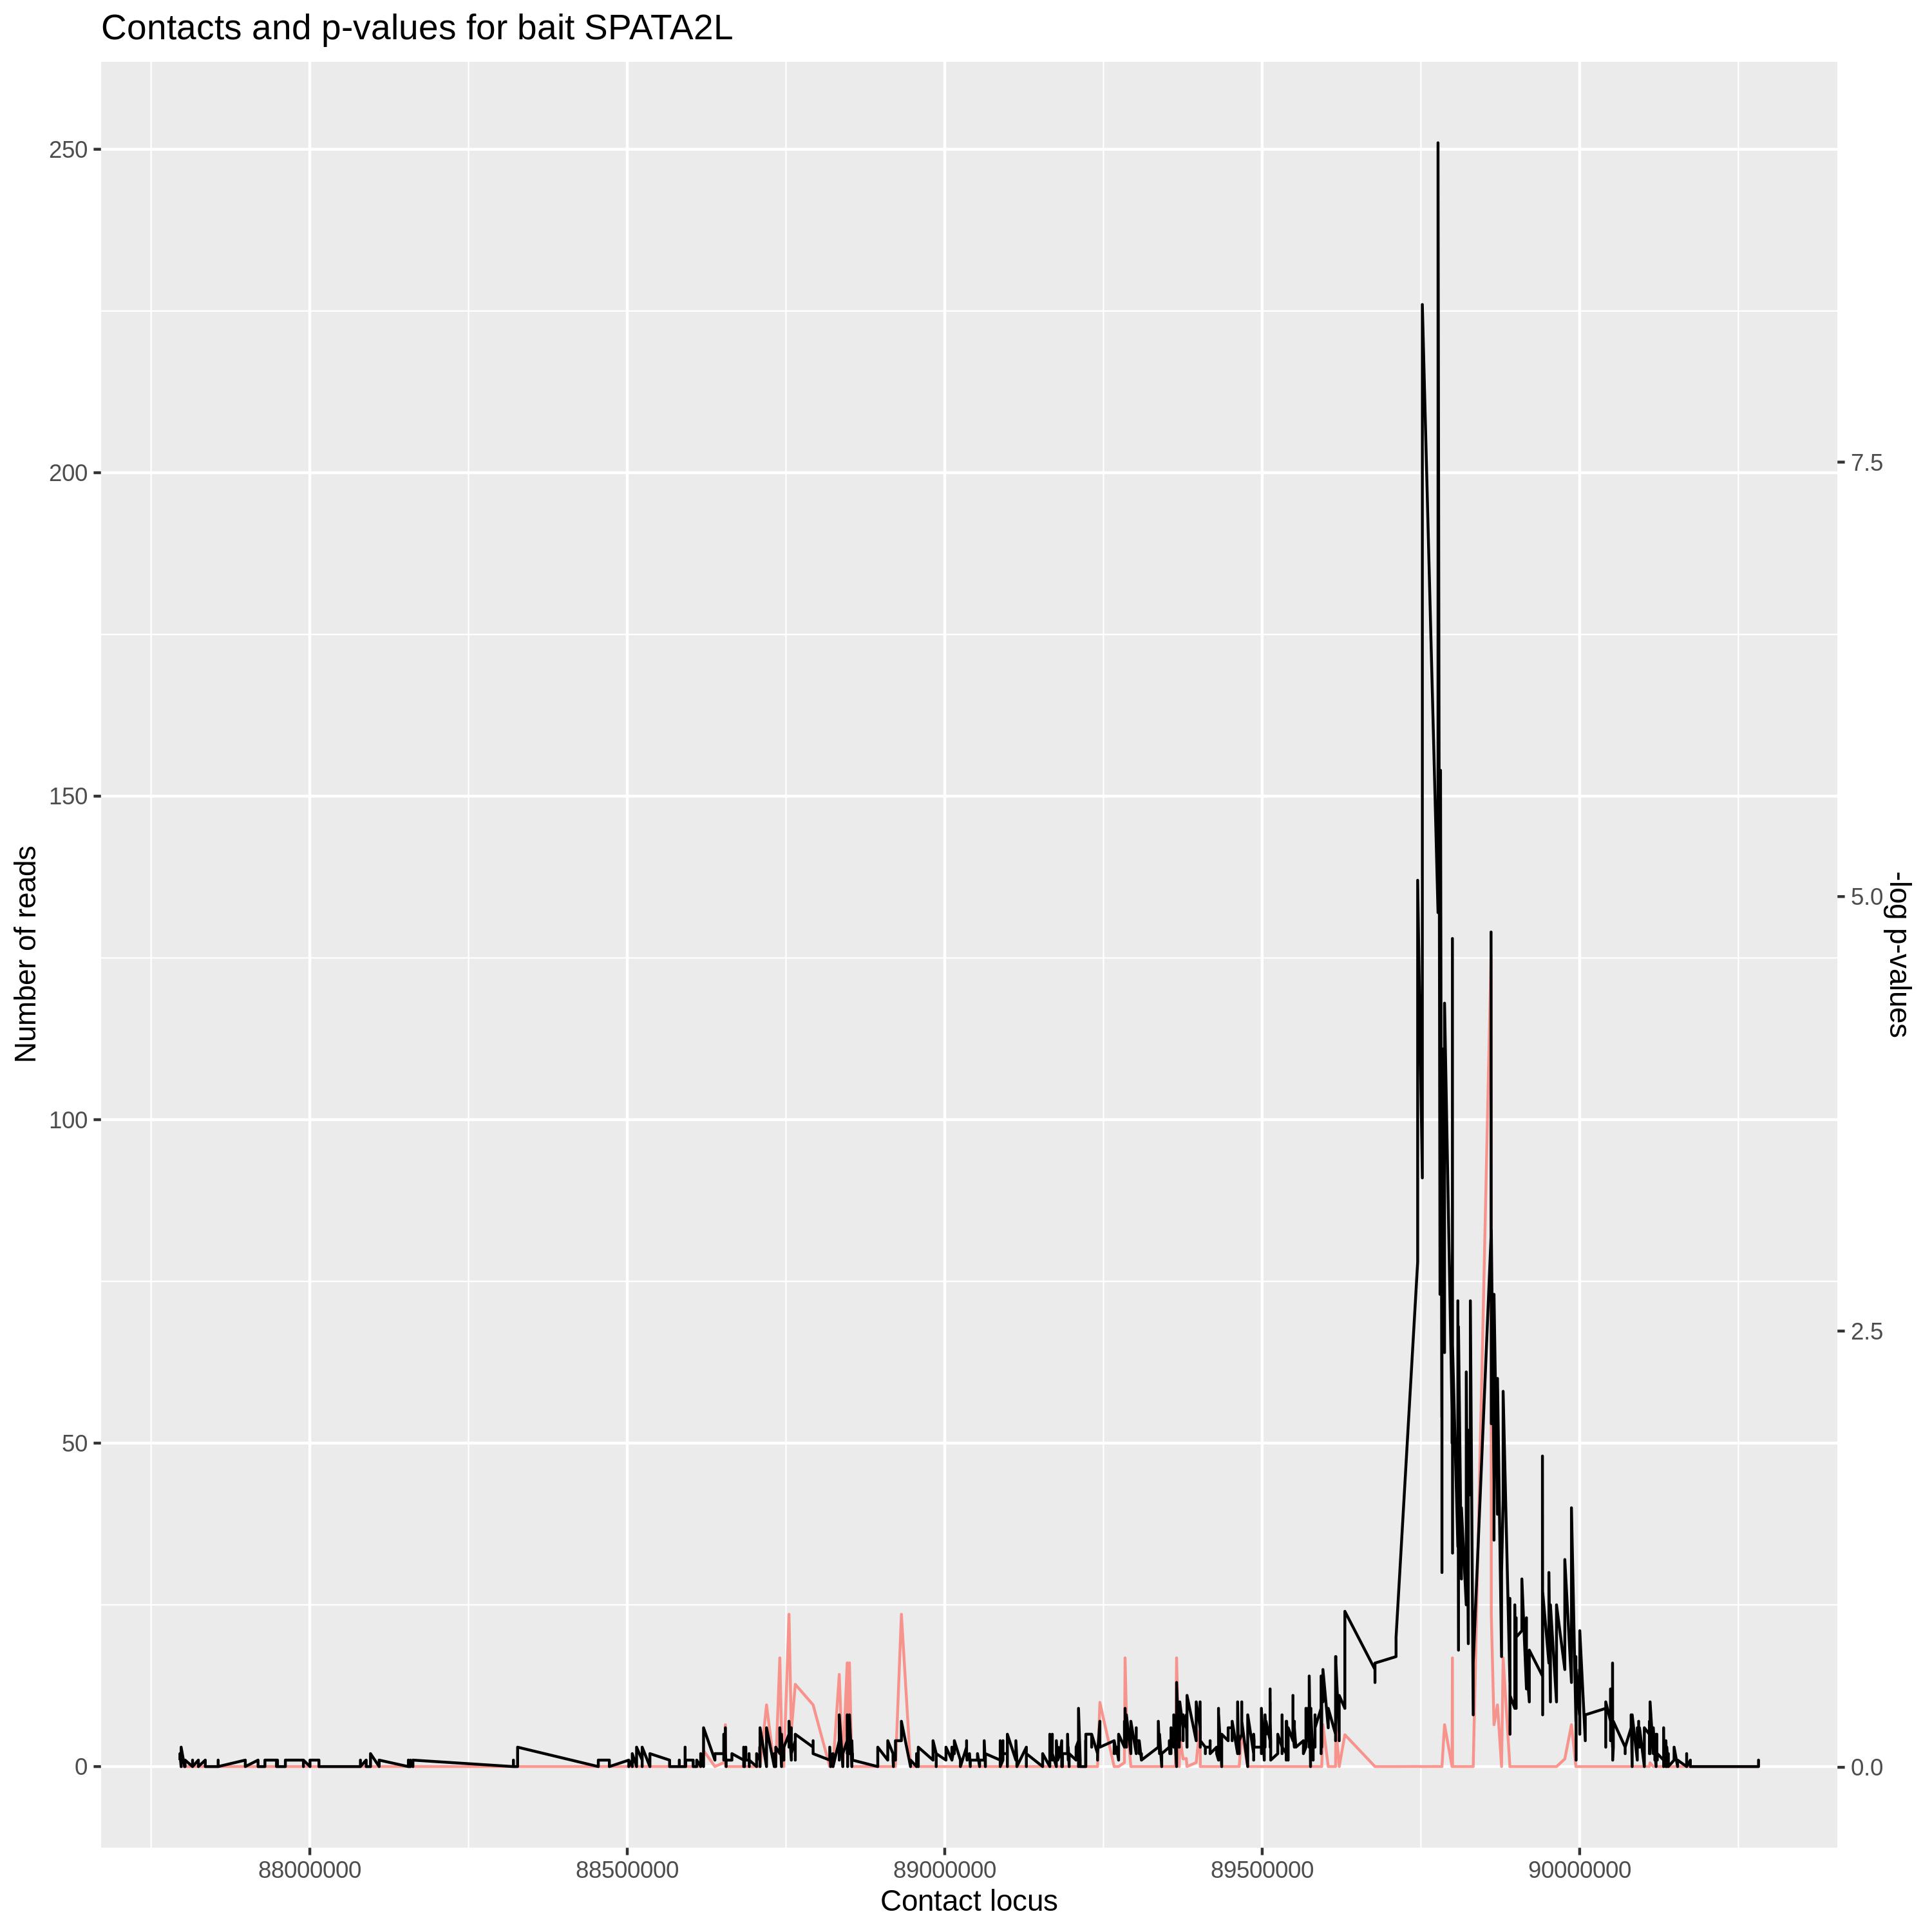 Contacts and p-values for bait SPATA2L
250
200
150
100
50
0
Number of reads
7.5
5.0
2.5
0.0
-log p-values
88000000 88500000 89000000 89500000 90000000
Contact locus